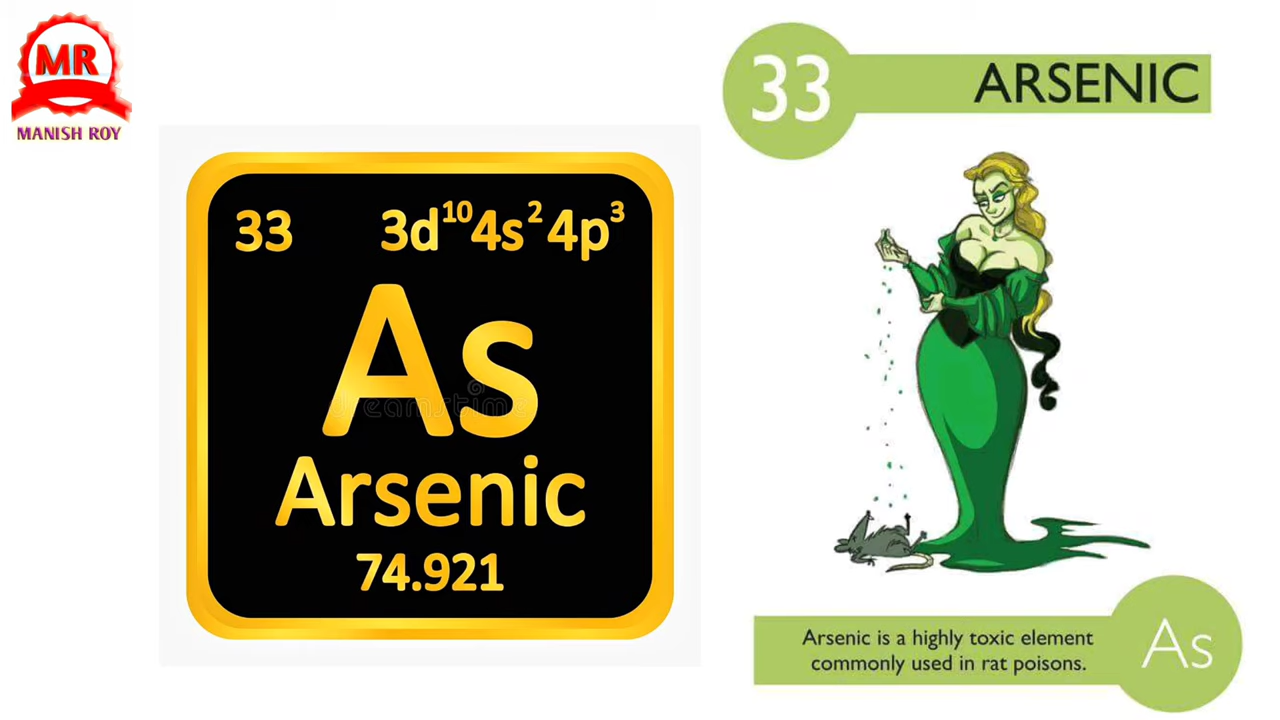 MR
MANISH ROY
33 3d¹⁰4s²4p³
As
Arsenic
74.921
dreamstime
33 ARSENIC
Arsenic is a highly toxic element
commonly used in rat poisons.
As